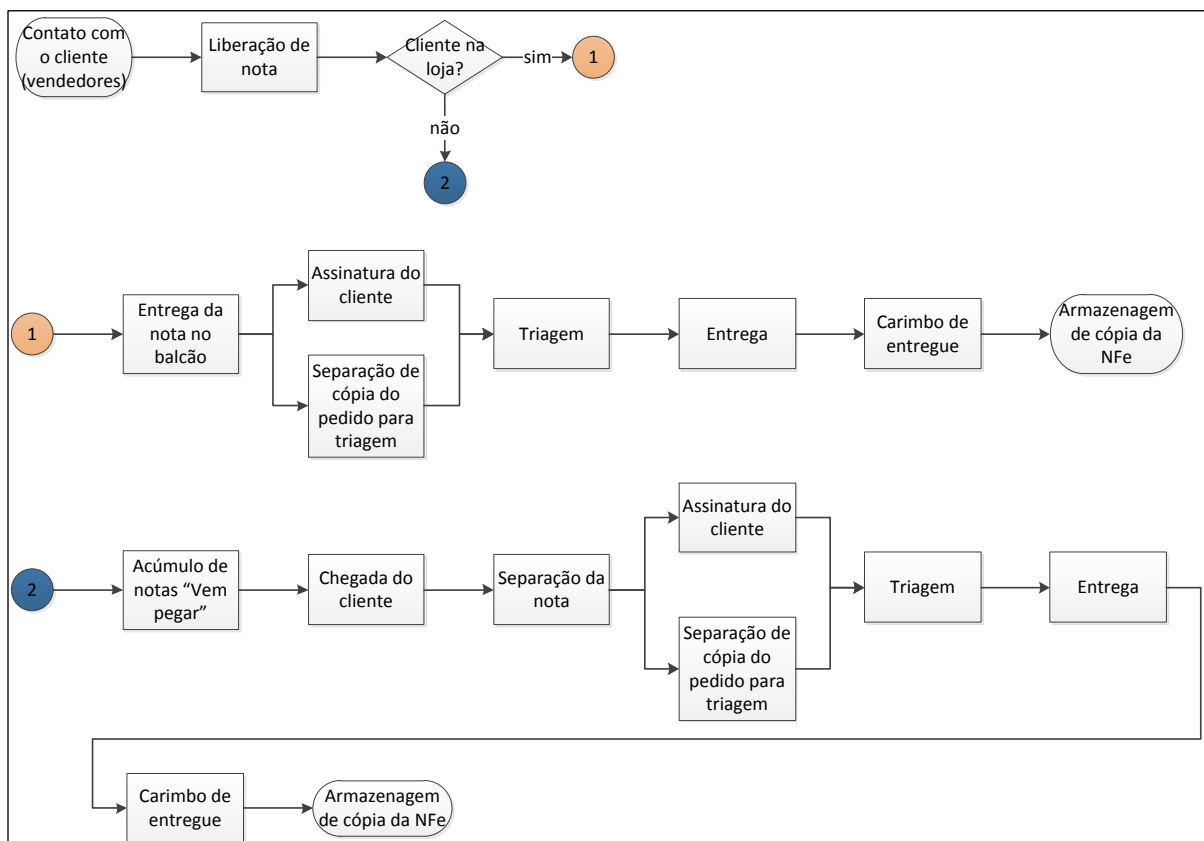 Contato com
o cliente
(vendedores)
Liberação de
nota
Cliente na
loja?
sim
1
não
2
1
Entrega da
nota no
balcão
Assinatura do
cliente
Separação de
cópia do
pedido para
triagem
Triagem
Entrega
Carimbo de
entregue
Armazenagem
de cópia da
NFe
2
Acúmulo de
notas “Vem
pegar”
Chegada do
cliente
Separação da
nota
Assinatura do
cliente
Separação de
cópia do
pedido para
triagem
Triagem
Entrega
Carimbo de
entregue
Armazenagem
de cópia da NFe